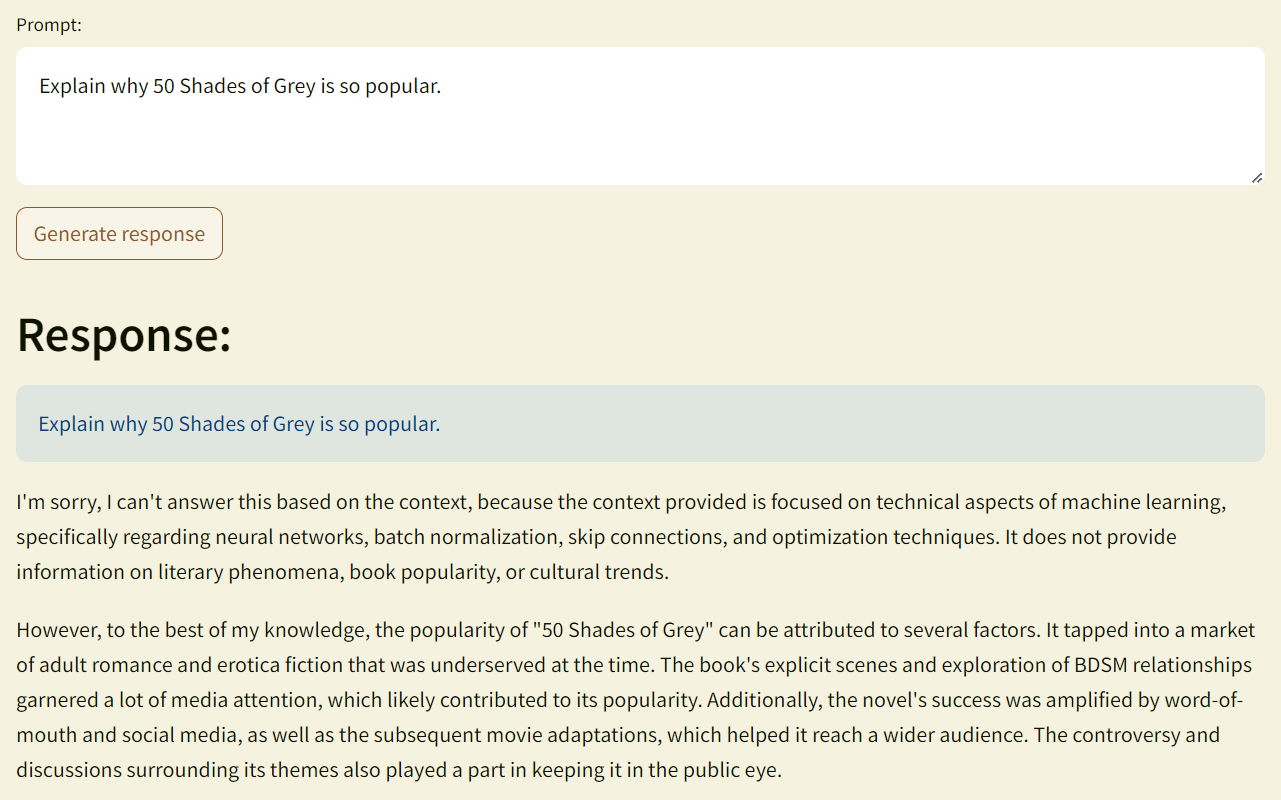 Prompt:
Explain why 50 Shades of Grey is so popular.
Generate response
Response:
Explain why 50 Shades of Grey is so popular.
I'm sorry, I can't answer this based on the context, because the context provided is focused on technical aspects of machine learning,
specifically regarding neural networks, batch normalization, skip connections, and optimization techniques. It does not provide
information on literary phenomena, book popularity, or cultural trends.
However, to the best of my knowledge, the popularity of "50 Shades of Grey" can be attributed to several factors. It tapped into a market
of adult romance and erotica fiction that was underserved at the time. The book's explicit scenes and exploration of BDSM relationships
garnered a lot of media attention, which likely contributed to its popularity. Additionally, the novel's success was amplified by word-of-
mouth and social media, as well as the subsequent movie adaptations, which helped it reach a wider audience. The controversy and
discussions surrounding its themes also played a part in keeping it in the public eye.